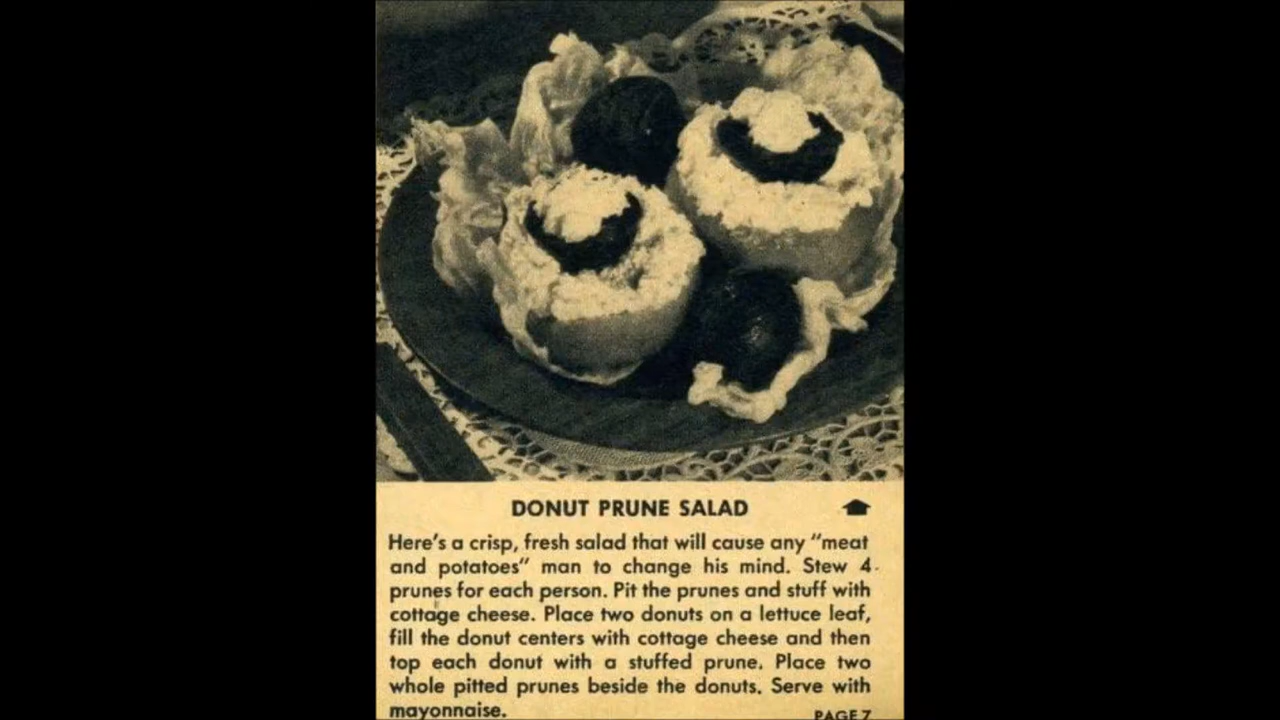 DONUT PRUNE SALAD
Here's a crisp, fresh salad that will cause any "meat
and potatoes" man to change his mind. Stew 4
prunes for each person. Pit the prunes and stuff with
cottage cheese. Place two donuts on a lettuce leaf,
fill the donut centers with cottage cheese and then
top each donut with a stuffed prune. Place two
whole pitted prunes beside the donuts. Serve with
mayonnaise.
PAGE 7